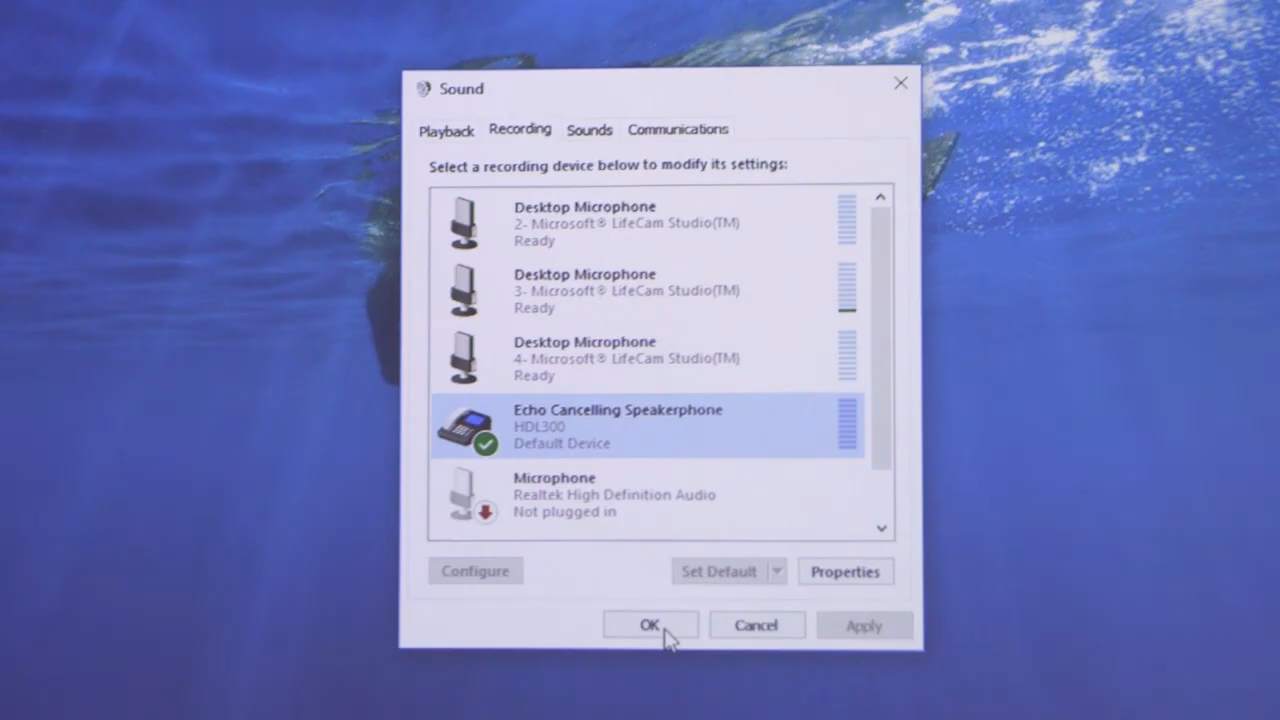 Sound
Playback Recording Sounds Communications
Select a recording device below to modify its settings:
Desktop Microphone
2- Microsoft® LifeCam Studio(TM)
Ready
Desktop Microphone
3- Microsoft® LifeCam Studio(TM)
Ready
Desktop Microphone
4- Microsoft® LifeCam Studio(TM)
Ready
Echo Cancelling Speakerphone
HDL300
Default Device
Microphone
Realtek High Definition Audio
Not plugged in
Configure Set Default Properties
OK Cancel Apply